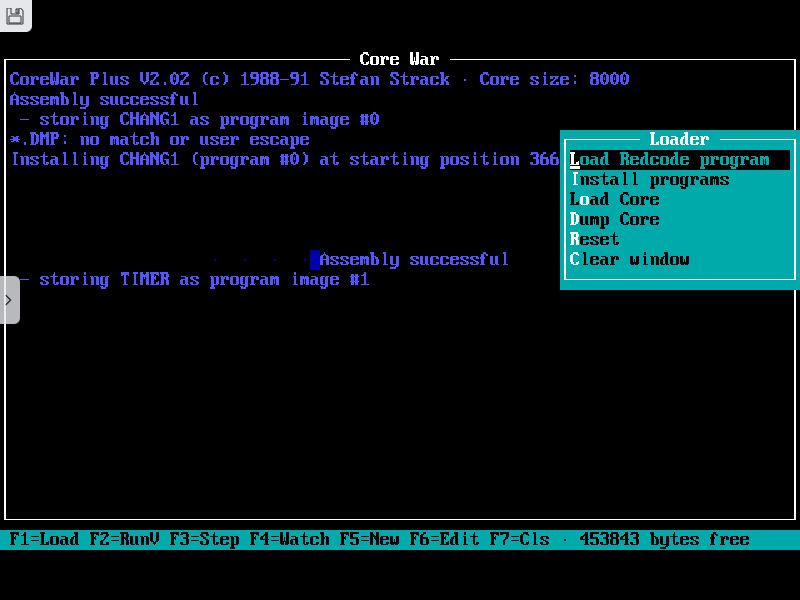 Core War
CoreWar Plus V2.02 (c) 1988-91 Stefan Strack · Core size: 8000
Assembly successful
- storing CHANG1 as program image #0
*.DMP: no match or user escape
Installing CHANG1 (program #0) at starting position 366
Loader
Load Redcode program
Install programs
Load Core
Dump Core
Reset
Clear window
Assembly successful
- storing TIMER as program image #1
F1=Load F2=RunV F3=Step F4=Watch F5=New F6=Edit F7=Cls · 453843 bytes free